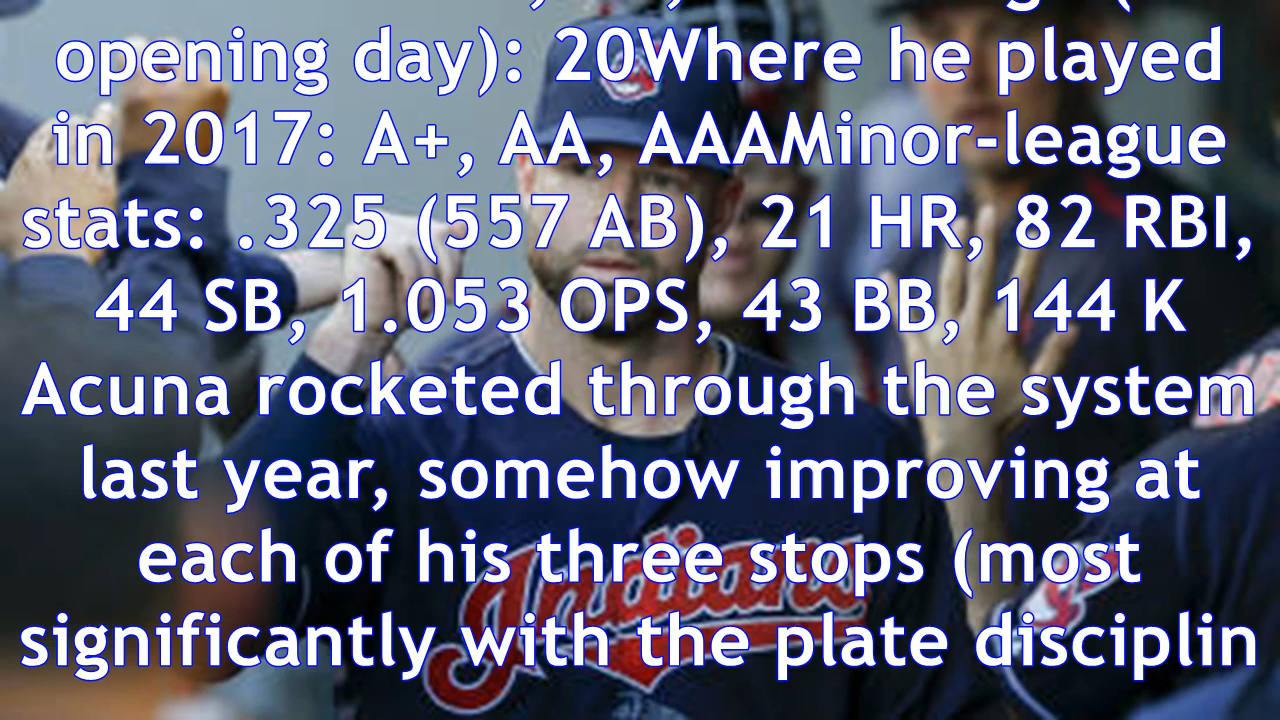 opening day): 20Where he played
in 2017: A+, AA, AAAMinor-league
stats: .325 (557 AB), 21 HR, 82 RBI,
44 SB, 1.053 OPS, 43 BB, 144 K
Acuna rocketed through the system
last year, somehow improving at
each of his three stops (most
significantly with the plate disciplin
Indians